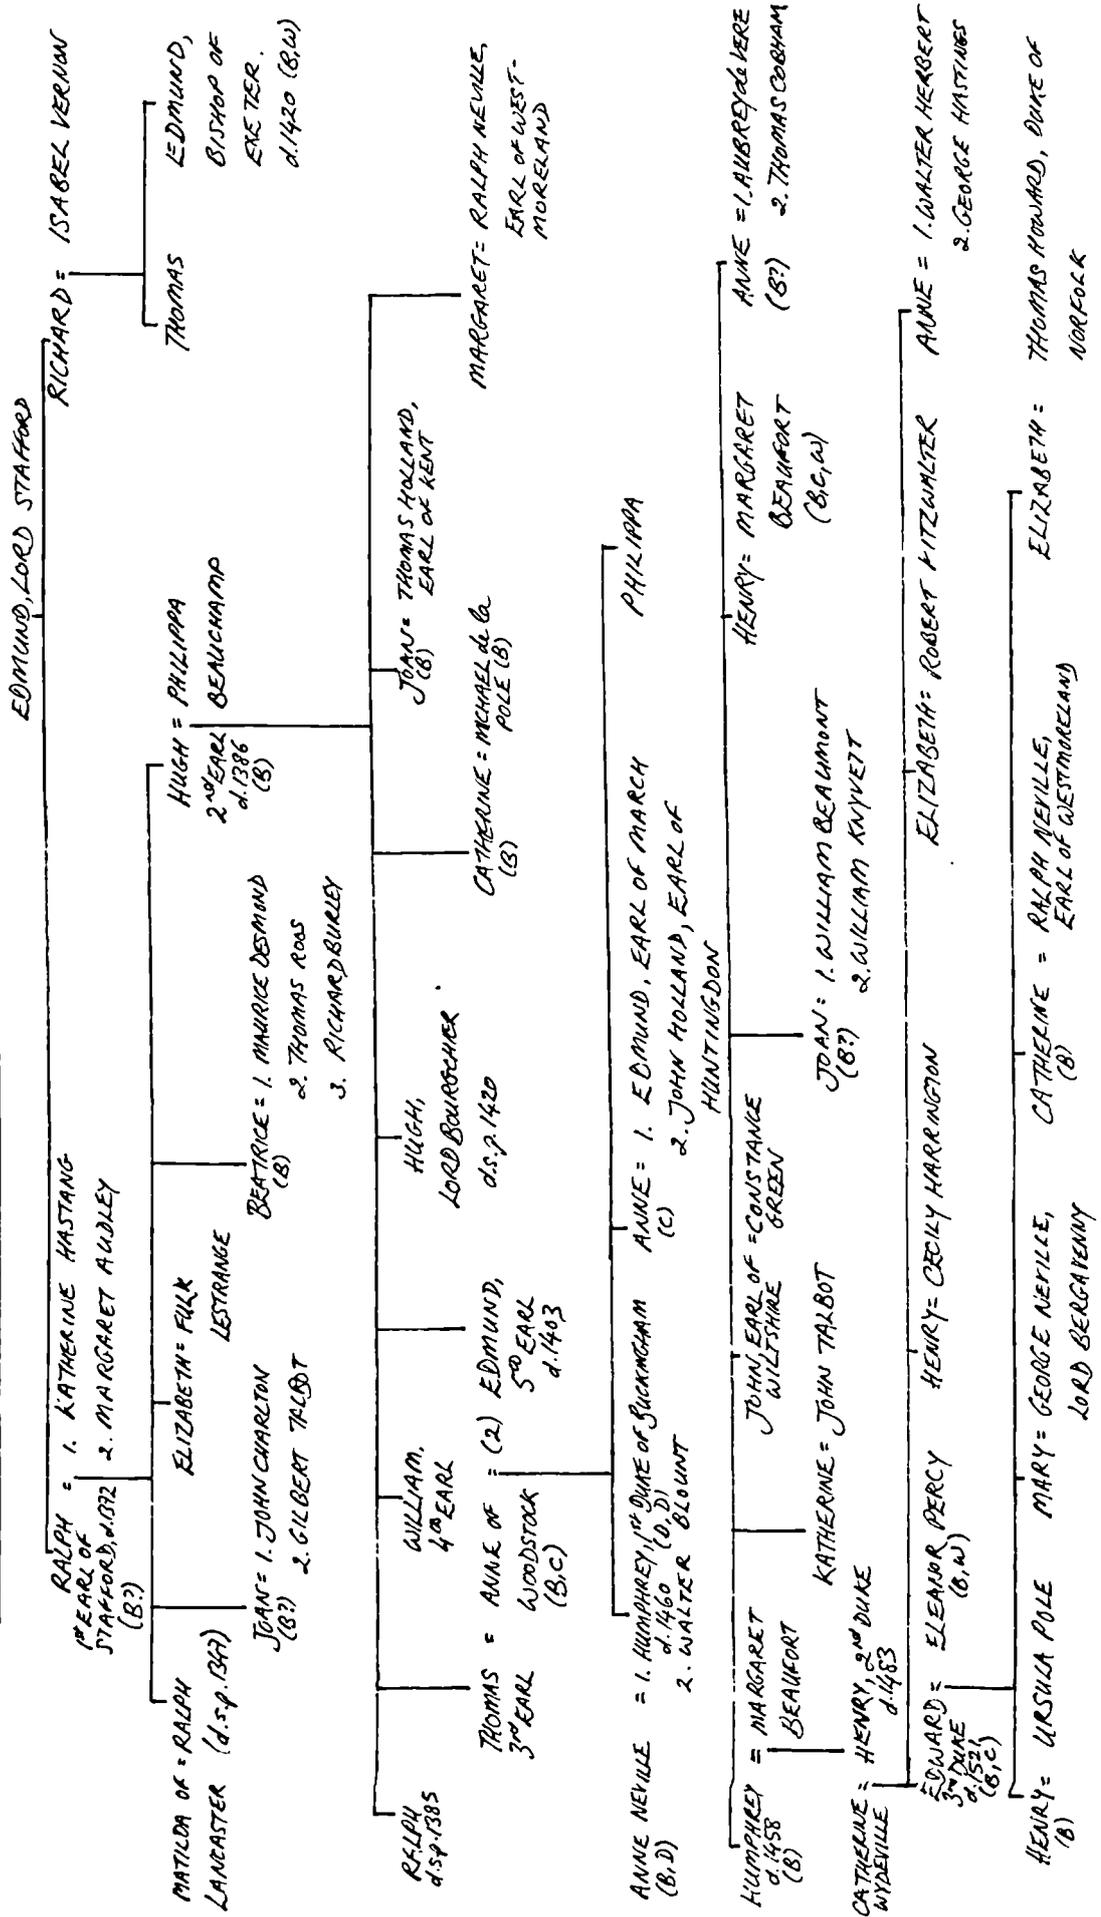 EDMUND, LORD STAFFORD
RALPH = 1. KATHERINE HASTANG
1st EARL OF
STAFFORD, d.1372
2. MARGARET AUDLEY
(B?)
RICHARD = ISABEL VERNON
MATILDA OF = RALPH
LANCASTER (d.s.p. 1347)
JOAN = 1. JOHN CHARLTON
(B?)
2. GILBERT TALBOT
ELIZABETH = FULK
LESTRANGE
BEATRICE = 1. MAURICE DESMOND
(B)
2. THOMAS ROOS
3. RICHARD BURLEY
HUGH = PHILIPPA
2nd EARL BEAUCHAMP
d.1386
(B)
THOMAS
EDMUND,
BISHOP OF
EXETER.
d.1420 (B,W)
RALPH
d.s.p. 1385
THOMAS = ANNE OF = (2) EDMUND,
3rd EARL
WOODSTOCK
(B,C)
5th EARL
d.1403
WILLIAM,
4th EARL
HUGH,
LORD BOURGCHIER
d.s.p. 1420
CATHERINE = MICHAEL de la
(B)
POLE (B)
JOAN = THOMAS HOLLAND,
(B)
EARL OF KENT
MARGARET = RALPH NEVILLE,
EARL OF WEST-
MORELAND
ANNE NEVILLE = 1. HUMPHREY, 1st DUKE OF BUCKINGHAM
(B,D)
d.1460 (D,D)
2. WALTER BLOUNT
ANNE = 1. EDMUND, EARL OF MARCH
(C)
2. JOHN HOLLAND, EARL OF
HUNTINGDON
PHILIPPA
HUMPHREY = MARGARET
d.1458
(B)
BEAUFORT
KATHERINE = JOHN TALBOT
JOHN, EARL OF = CONSTANCE
WILTSHIRE GREEN
JOAN = 1. WILLIAM BEAUMONT
(B?)
2. WILLIAM KNYVETT
HENRY = MARGARET
BEAUFORT
(B,C,W)
ANNE = 1. AUBREY de VERE
(B?)
2. THOMAS COBHAM
CATHERINE = HENRY, 2nd DUKE
WYDEVILLE
d.1483
EDWARD = ELEANOR PERCY
3rd DUKE
d.1521
(B,C)
(B,W)
HENRY = CECILY HARRINGTON
ELIZABETH = ROBERT FITZWALTER
ANNE = 1. WALTER HERBERT
2. GEORGE HASTINGS
HENRY = URSULA POLE
(B)
MARY = GEORGE NEVILLE,
LORD BERGAVENNY
CATHERINE = RALPH NEVILLE,
(B)
EARL OF WESTMORELAND
ELIZABETH = THOMAS HOWARD, DUKE OF
NORFOLK